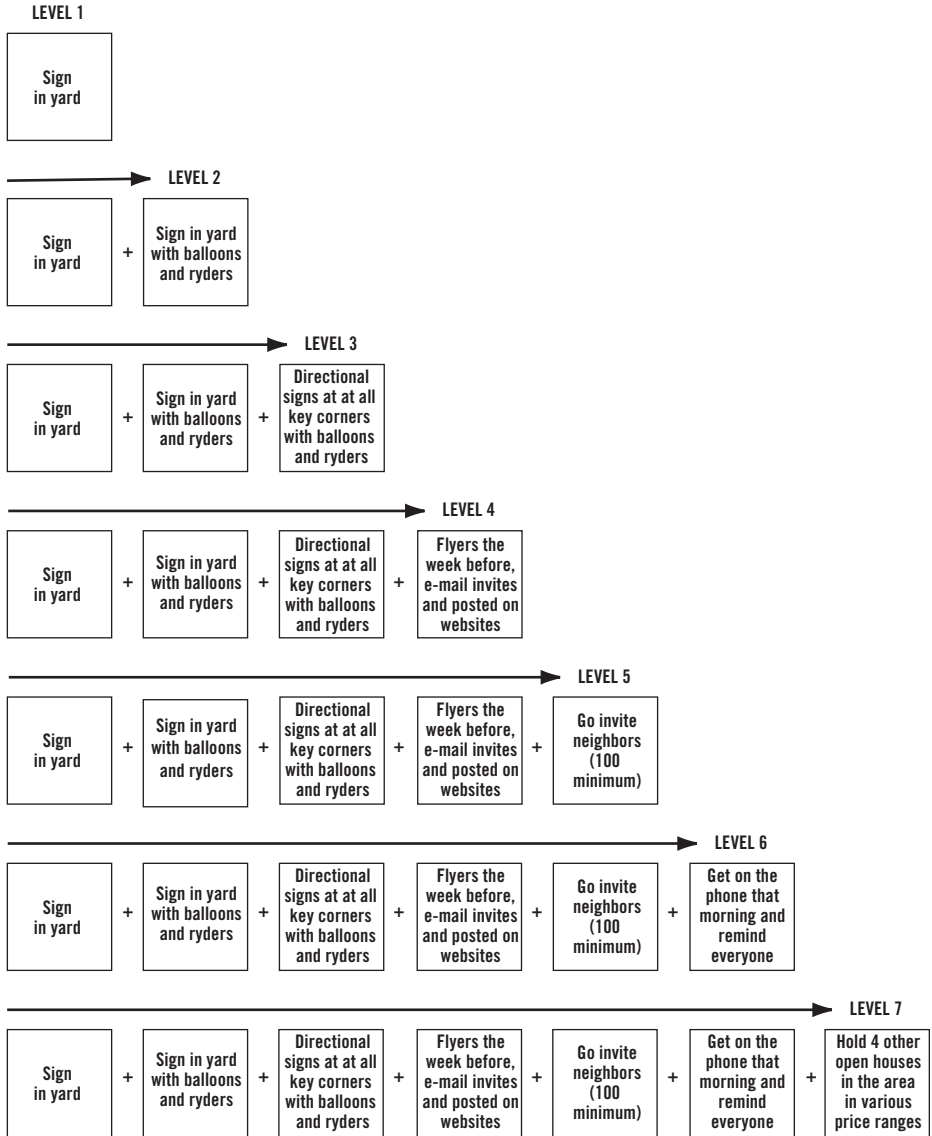 LEVEL 1
Sign
in yard
LEVEL 2
Sign
in yard
+
Sign in yard
with balloons
and ryders
LEVEL 3
Sign
in yard
+
Sign in yard
with balloons
and ryders
+
Directional
signs at at all
key corners
with balloons
and ryders
LEVEL 4
Sign
in yard
+
Sign in yard
with balloons
and ryders
+
Directional
signs at at all
key corners
with balloons
and ryders
+
Flyers the
week before,
e-mail invites
and posted on
websites
LEVEL 5
Sign
in yard
+
Sign in yard
with balloons
and ryders
+
Directional
signs at at all
key corners
with balloons
and ryders
+
Flyers the
week before,
e-mail invites
and posted on
websites
+
Go invite
neighbors
(100
minimum)
LEVEL 6
Sign
in yard
+
Sign in yard
with balloons
and ryders
+
Directional
signs at at all
key corners
with balloons
and ryders
+
Flyers the
week before,
e-mail invites
and posted on
websites
+
Go invite
neighbors
(100
minimum)
+
Get on the
phone that
morning and
remind
everyone
LEVEL 7
Sign
in yard
+
Sign in yard
with balloons
and ryders
+
Directional
signs at at all
key corners
with balloons
and ryders
+
Flyers the
week before,
e-mail invites
and posted on
websites
+
Go invite
neighbors
(100
minimum)
+
Get on the
phone that
morning and
remind
everyone
+
Hold 4 other
open houses
in the area
in various
price ranges